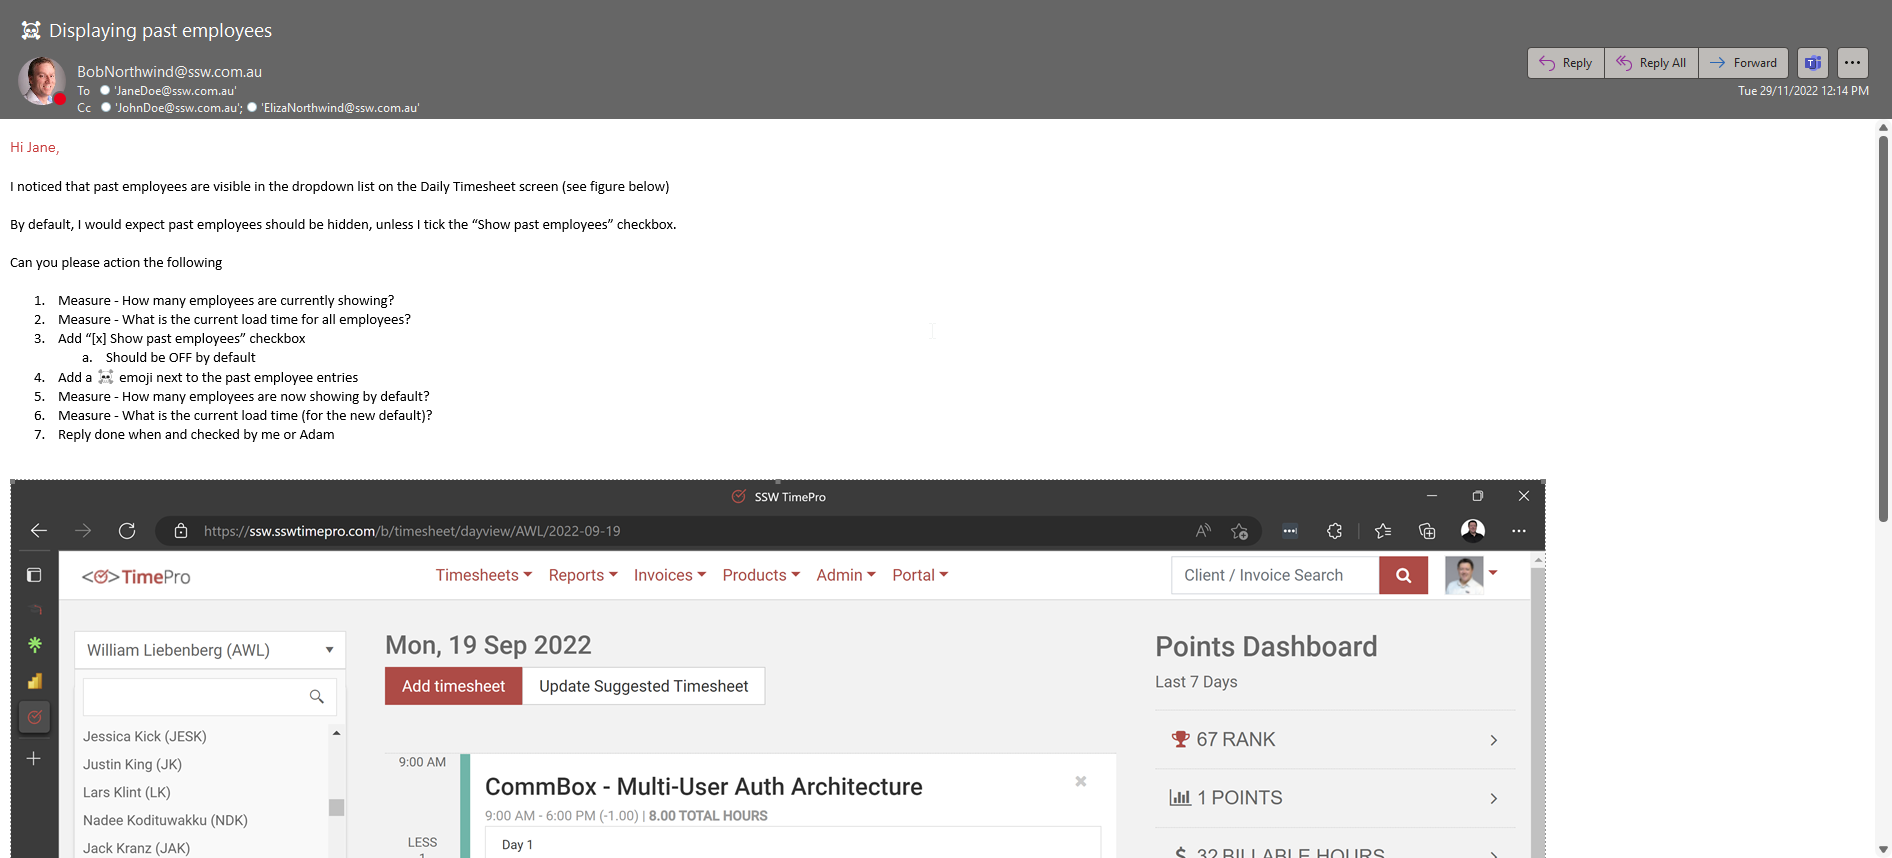 ☠ Displaying past employees
BobNorthwind@ssw.com.au
To 'JaneDoe@ssw.com.au'
Cc 'JohnDoe@ssw.com.au'; 'ElizaNorthwind@ssw.com.au'
Reply
Reply All
Forward
Tue 29/11/2022 12:14 PM
Hi Jane,
I noticed that past employees are visible in the dropdown list on the Daily Timesheet screen (see figure below)
By default, I would expect past employees should be hidden, unless I tick the “Show past employees” checkbox.
Can you please action the following
1. Measure - How many employees are currently showing?
2. Measure - What is the current load time for all employees?
3. Add “[x] Show past employees” checkbox
a. Should be OFF by default
4. Add a ☠ emoji next to the past employee entries
5. Measure - How many employees are now showing by default?
6. Measure - What is the current load time (for the new default)?
7. Reply done when and checked by me or Adam
SSW TimePro
https://ssw.sswtimepro.com/b/timesheet/dayview/AWL/2022-09-19
<>TimePro
Timesheets
Reports
Invoices
Products
Admin
Portal
Client / Invoice Search
William Liebenberg (AWL)
Jessica Kick (JESK)
Justin King (JK)
Lars Klint (LK)
Nadee Kodituwakku (NDK)
Jack Kranz (JAK)
Mon, 19 Sep 2022
Add timesheet
Update Suggested Timesheet
9:00 AM
LESS
1
CommBox - Multi-User Auth Architecture
9:00 AM - 6:00 PM (-1.00) | 8.00 TOTAL HOURS
Day 1
Points Dashboard
Last 7 Days
67 RANK
1 POINTS
32 BILLABLE HOURS